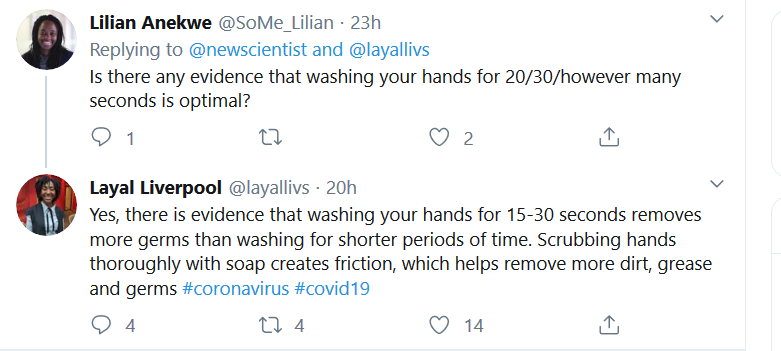 Lilian Anekwe @SoMe_Lilian · 23h
Replying to @newscientist and @layallivs
Is there any evidence that washing your hands for 20/30/however many
seconds is optimal?
1 2
Layal Liverpool @layallivs · 20h
Yes, there is evidence that washing your hands for 15-30 seconds removes
more germs than washing for shorter periods of time. Scrubbing hands
thoroughly with soap creates friction, which helps remove more dirt, grease
and germs #coronavirus #covid19
4 4 14